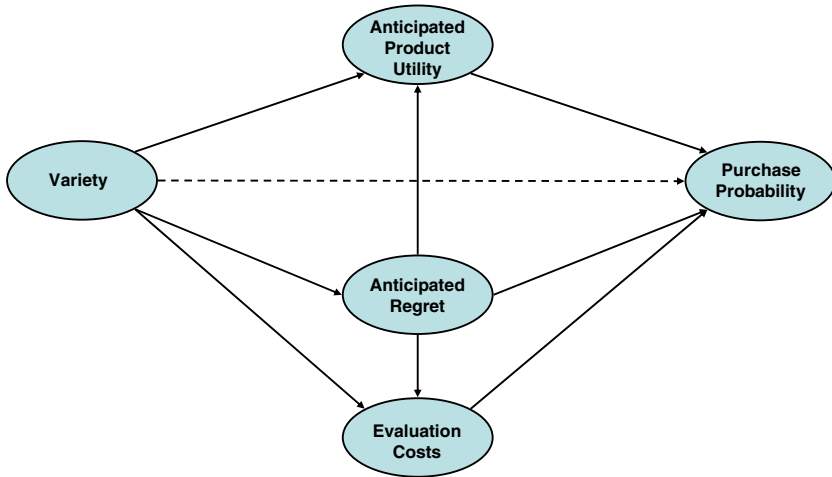 Anticipated
Product
Utility
Variety
Purchase
Probability
Anticipated
Regret
Evaluation
Costs